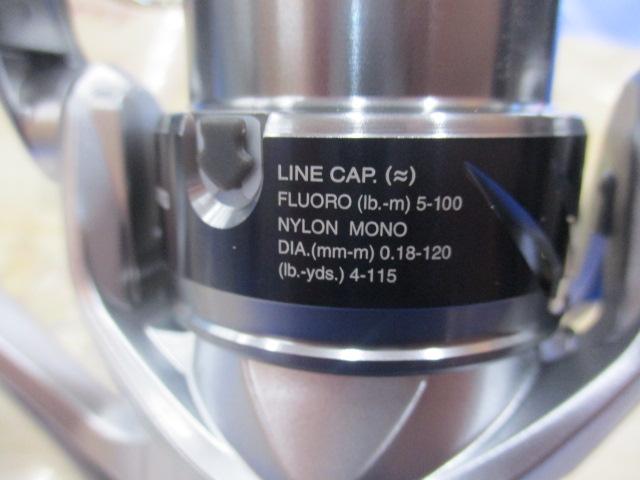 LINE CAP. (≈)
FLUORO (lb.-m) 5-100
NYLON MONO
DIA.(mm-m) 0.18-120
(lb.-yds.) 4-115